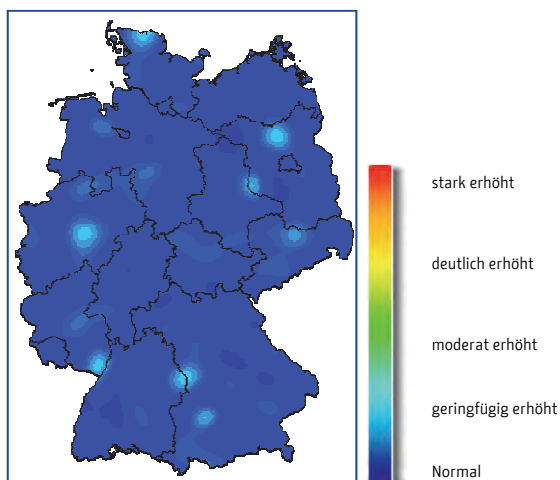 stark erhöht
deutlich erhöht
moderat erhöht
geringfügig erhöht
Normal